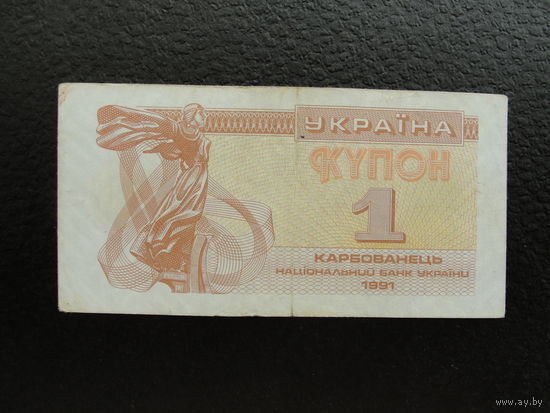 УКРАЇНА
КУПОН
1
КАРБОВАНЕЦЬ
НАЦІОНАЛЬНИЙ БАНК УКРАЇНИ
1991
www.ay.by